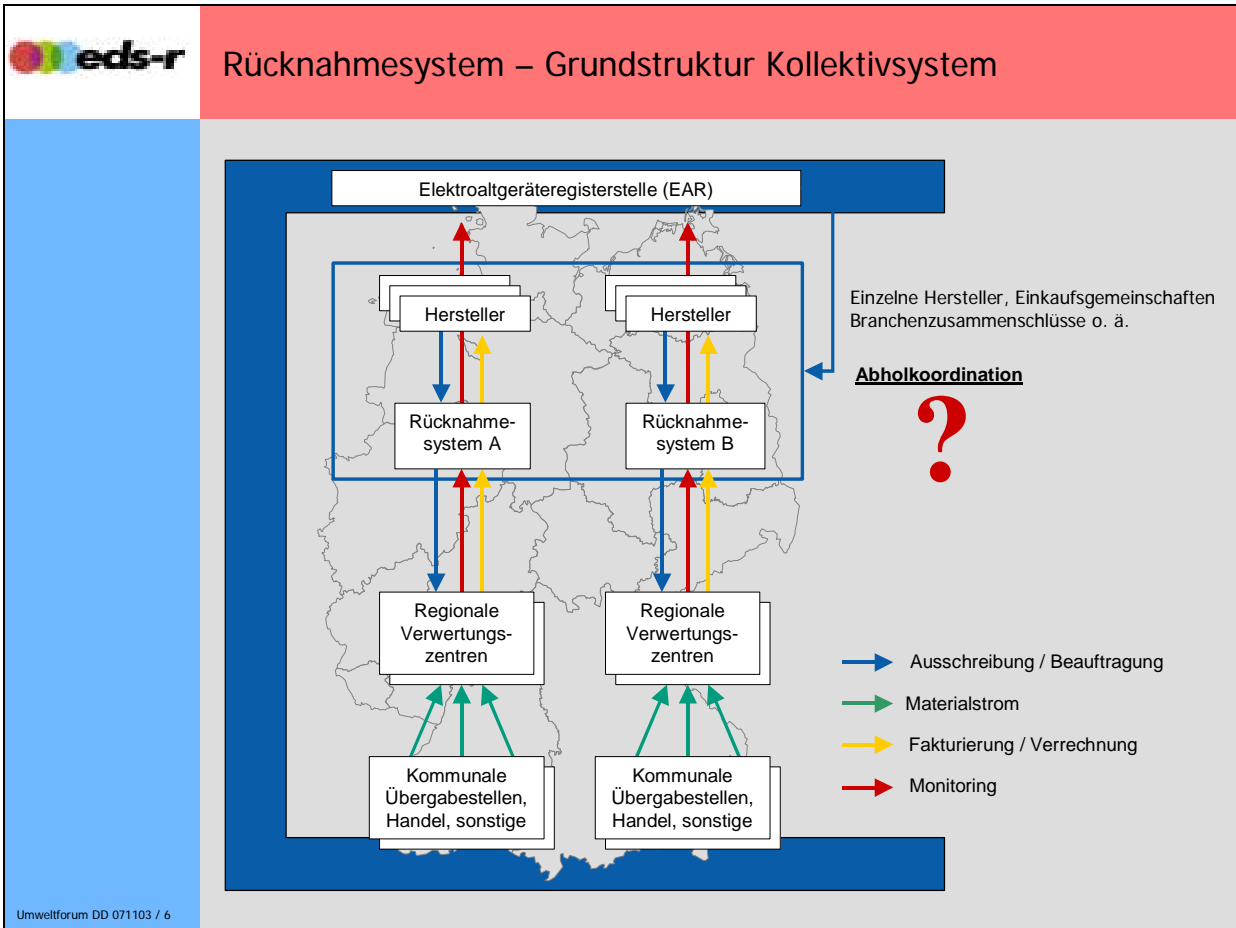 eds-r
Rücknahmesystem – Grundstruktur Kollektivsystem
Elektroaltgeräteregisterstelle (EAR)
Hersteller
Hersteller
Einzelne Hersteller, Einkaufsgemeinschaften
Branchenzusammenschlüsse o. ä.
Abholkoordination
?
Rücknahme-
system A
Rücknahme-
system B
Regionale
Verwertungs-
zentren
Regionale
Verwertungs-
zentren
Kommunale
Übergabestellen,
Handel, sonstige
Kommunale
Übergabestellen,
Handel, sonstige
Ausschreibung / Beauftragung
Materialstrom
Fakturierung / Verrechnung
Monitoring
Umweltforum DD 071103 / 6